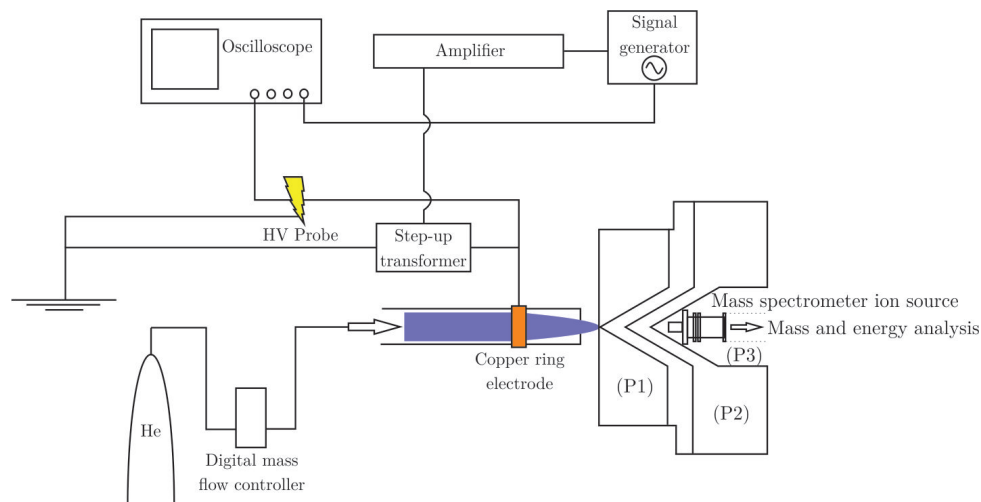 Signal
generator
Oscilloscope
Amplifier
HV Probe
Step-up
transformer
Mass spectrometer ion source
Mass and energy analysis
(P3)
Copper ring
electrode
(P1)
(P2)
He
Digital mass
flow controller